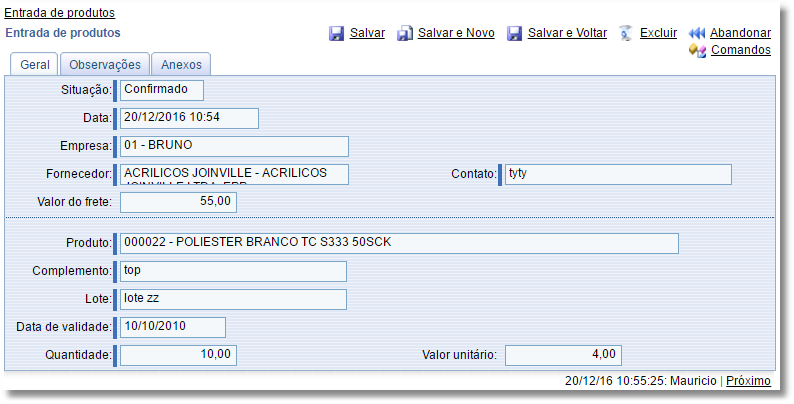 Entrada de produtos
Entrada de produtos
Salvar Salvar e Novo Salvar e Voltar Excluir Abandonar
Comandos
Geral Observações Anexos
Situação: Confirmado
Data: 20/12/2016 10:54
Empresa: 01 - BRUNO
Fornecedor: ACRILICOS JOINVILLE - ACRILICOS Contato: tyty
JOINVILLE LTDA. EPP
Valor do frete: 55,00
Produto: 000022 - POLIESTER BRANCO TC S333 50SCK
Complemento: top
Lote: lote zz
Data de validade: 10/10/2010
Quantidade: 10,00 Valor unitário: 4,00
20/12/16 10:55:25: Mauricio | Próximo